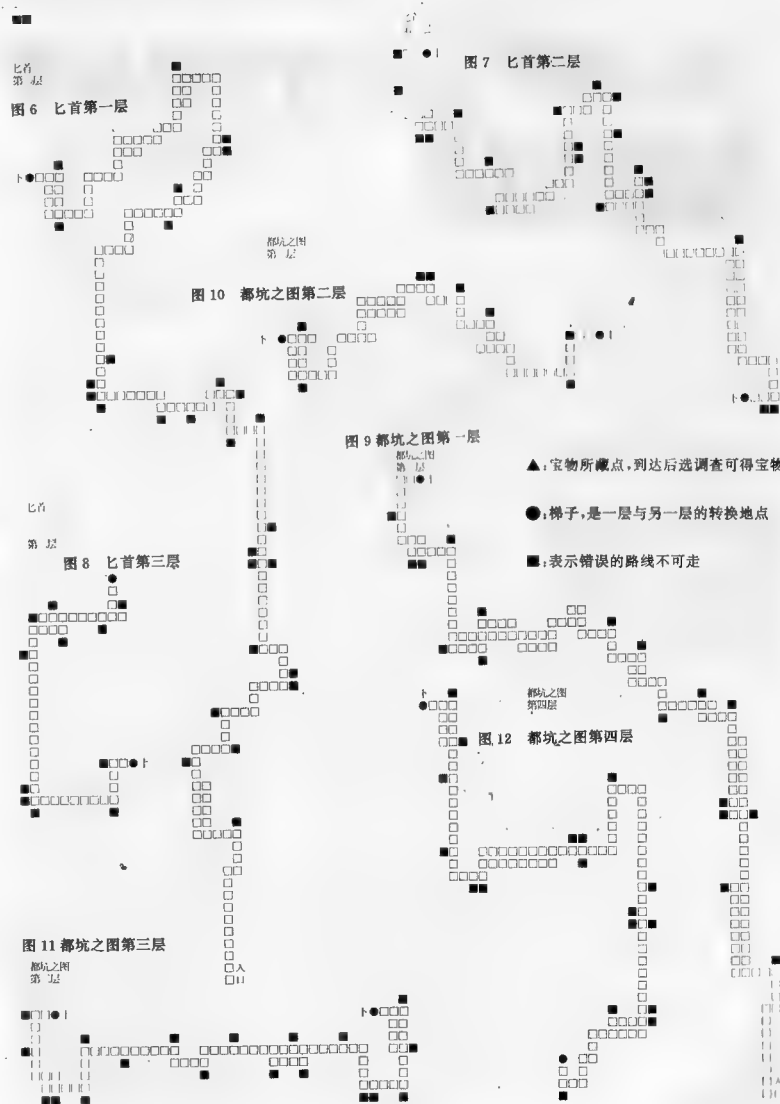 匕首
图6 匕首第一层
图7 匕首第二层
都坑之图
图10 都坑之图第二层
图9都坑之图第一层
都坑之图
▲:宝物所藏点,到达后选调查可得宝物
●:梯子,是一层与另一层的转换地点
■:表示错误的路线不可走
匕首
图8 匕首第三层
都坑之图
第四层
图12 都坑之图第四层
图11都坑之图第三层
都坑之图
入
口